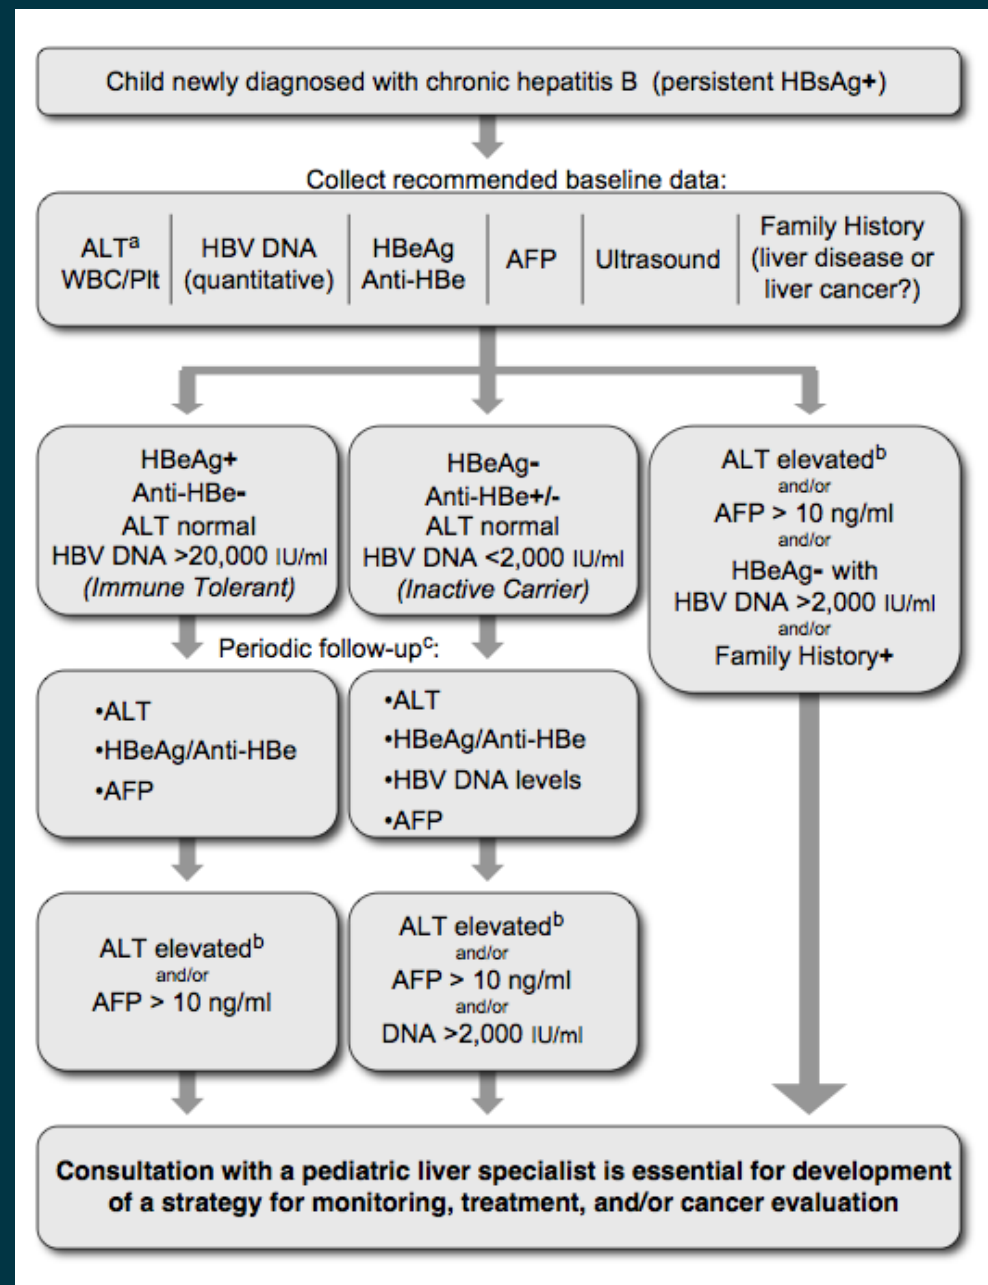 Child newly diagnosed with chronic hepatitis B (persistent HBsAg+)
Collect recommended baseline data:
ALTᵃ
WBC/Plt
HBV DNA
(quantitative)
HBeAg
Anti-HBe
AFP
Ultrasound
Family History
(liver disease or
liver cancer?)
HBeAg+
Anti-HBe-
ALT normal
HBV DNA >20,000 IU/ml
(Immune Tolerant)
HBeAg-
Anti-HBe+/-
ALT normal
HBV DNA <2,000 IU/ml
(Inactive Carrier)
ALT elevatedᵇ
and/or
AFP > 10 ng/ml
and/or
HBeAg- with
HBV DNA >2,000 IU/ml
and/or
Family History+
Periodic follow-upᶜ:
•ALT
•HBeAg/Anti-HBe
•AFP
•ALT
•HBeAg/Anti-HBe
•HBV DNA levels
•AFP
ALT elevatedᵇ
and/or
AFP > 10 ng/ml
ALT elevatedᵇ
and/or
AFP > 10 ng/ml
and/or
DNA >2,000 IU/ml
Consultation with a pediatric liver specialist is essential for development
of a strategy for monitoring, treatment, and/or cancer evaluation